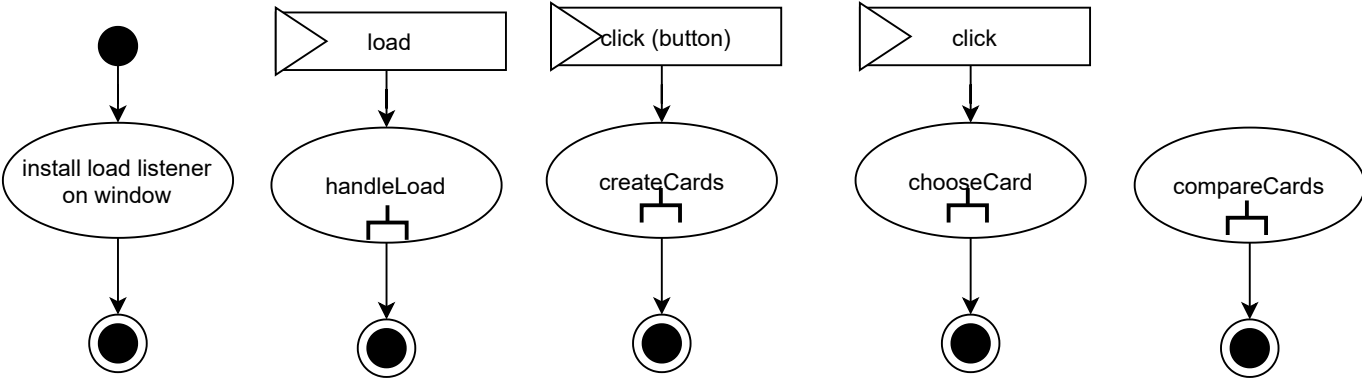 load
click (button)
click
install load listener
on window
handleLoad
createCards
chooseCard
compareCards